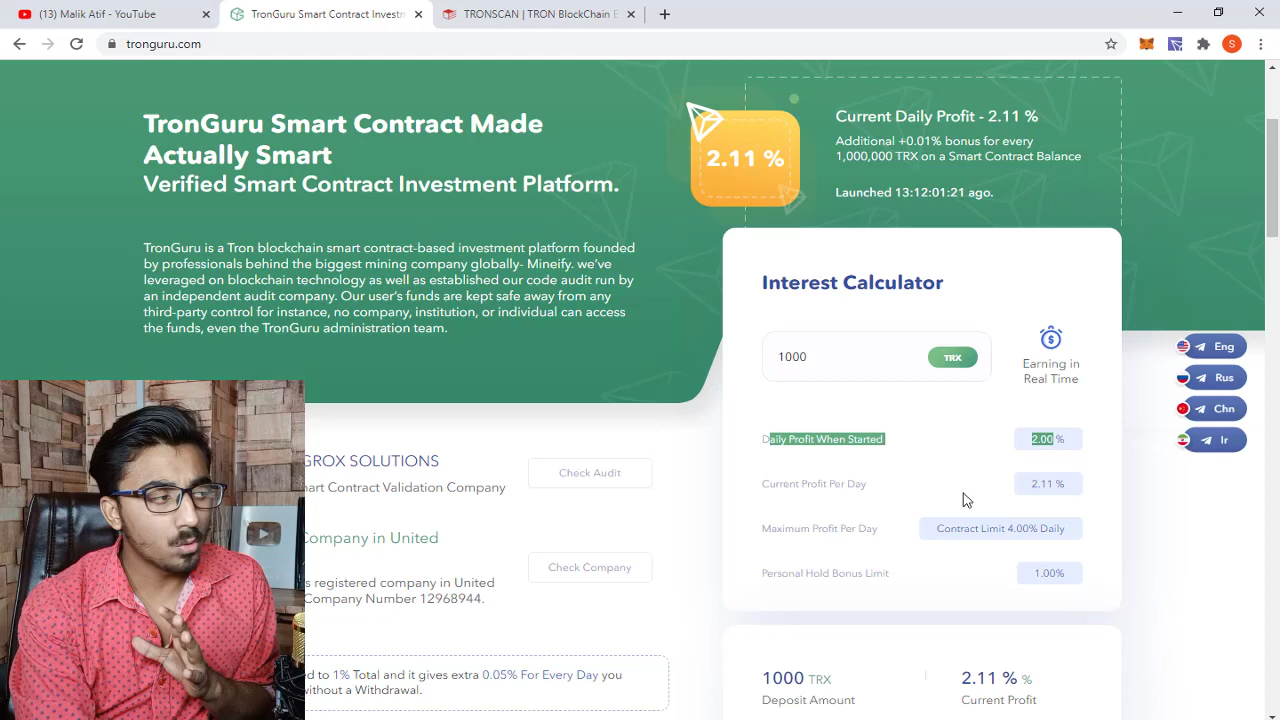 (13) Malik Atif - YouTube
TronGuru Smart Contract Investm
TRONSCAN | TRON BlockChain E
tronguru.com
S
TronGuru Smart Contract Made
Actually Smart
Verified Smart Contract Investment Platform.
TronGuru is a Tron blockchain smart contract-based investment platform founded
by professionals behind the biggest mining company globally- Mineify. we've
leveraged on blockchain technology as well as established our code audit run by
an independent audit company. Our user's funds are kept safe away from any
third-party control for instance, no company, institution, or individual can access
the funds, even the TronGuru administration team.
2.11 %
Current Daily Profit - 2.11 %
Additional +0.01% bonus for every
1,000,000 TRX on a Smart Contract Balance
Launched 13:12:01:21 ago.
Interest Calculator
1000
TRX
Earning in
Real Time
Daily Profit When Started
2.00 %
Current Profit Per Day
2.11 %
Maximum Profit Per Day
Contract Limit 4.00% Daily
Personal Hold Bonus Limit
1.00%
1000 TRX
Deposit Amount
2.11 % %
Current Profit
Eng
Rus
Chn
Ir
GROX SOLUTIONS
art Contract Validation Company
Check Audit
Company in United
s registered company in United
Company Number 12968944.
Check Company
d to 1% Total and it gives extra 0.05% For Every Day you
without a Withdrawal.